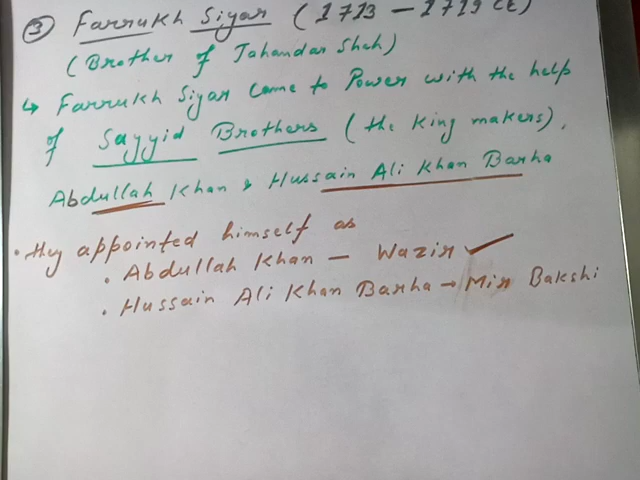 ③ Farrukh Siyar (1713 – 1719 CE)
(Brother of Jahandar Shah)
↳ Farrukh Siyar came to Power with the help
of Sayyid Brothers (the King makers),
Abdullah Khan & Hussain Ali Khan Barha
• they appointed himself as
• Abdullah Khan – Wazir ✓
• Hussain Ali Khan Barha → Mir Bakshi